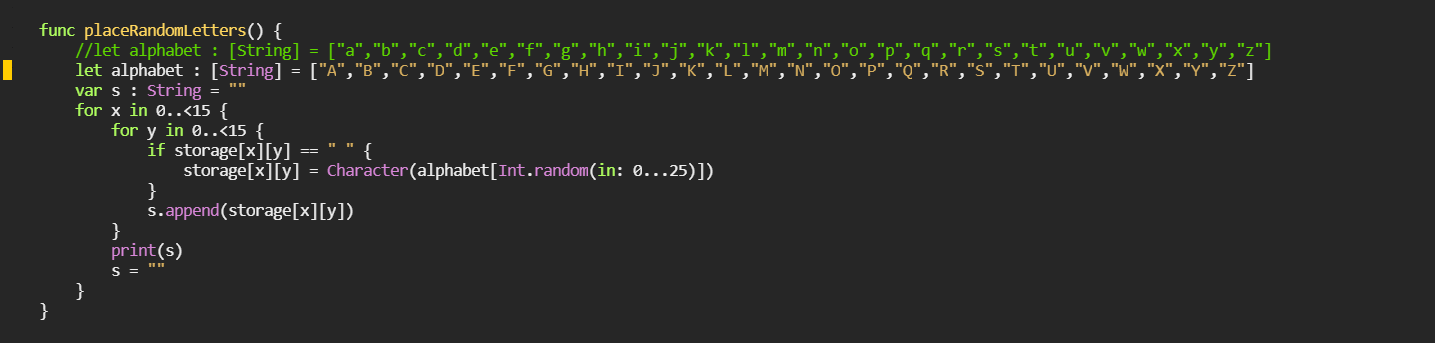 func placeRandomLetters() {
    //let alphabet : [String] = ["a","b","c","d","e","f","g","h","i","j","k","l","m","n","o","p","q","r","s","t","u","v","w","x","y","z"]
    let alphabet : [String] = ["A","B","C","D","E","F","G","H","I","J","K","L","M","N","O","P","Q","R","S","T","U","V","W","X","Y","Z"]
    var s : String = ""
    for x in 0..<15 {
        for y in 0..<15 {
            if storage[x][y] == " " {
                storage[x][y] = Character(alphabet[Int.random(in: 0...25)])
            }
            s.append(storage[x][y])
        }
        print(s)
        s = ""
    }
}